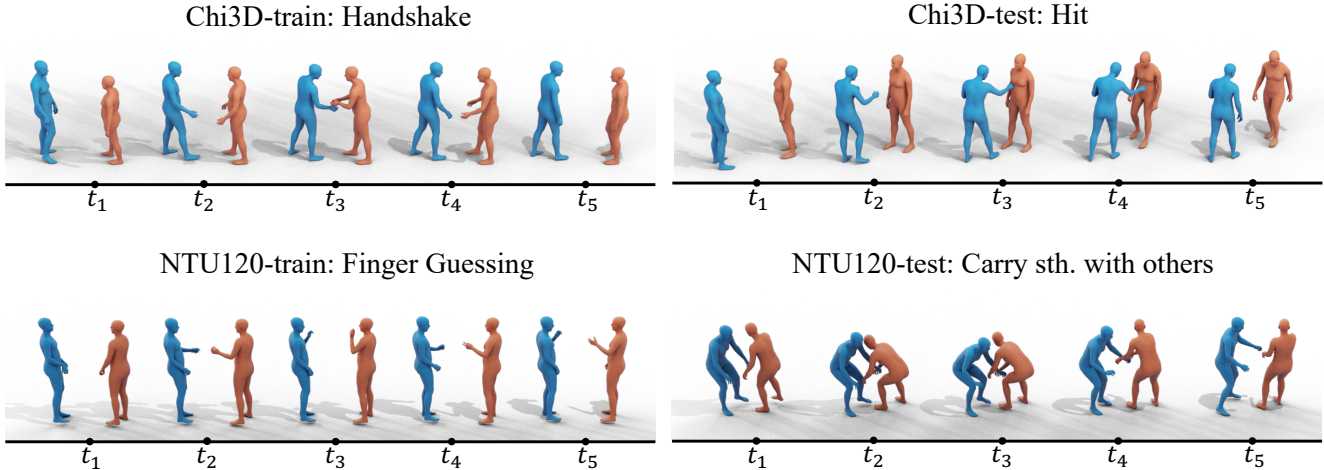 Chi3D-train: Handshake
t₁ t₂ t₃ t₄ t₅
Chi3D-test: Hit
t₁ t₂ t₃ t₄ t₅
NTU120-train: Finger Guessing
t₁ t₂ t₃ t₄ t₅
NTU120-test: Carry sth. with others
t₁ t₂ t₃ t₄ t₅